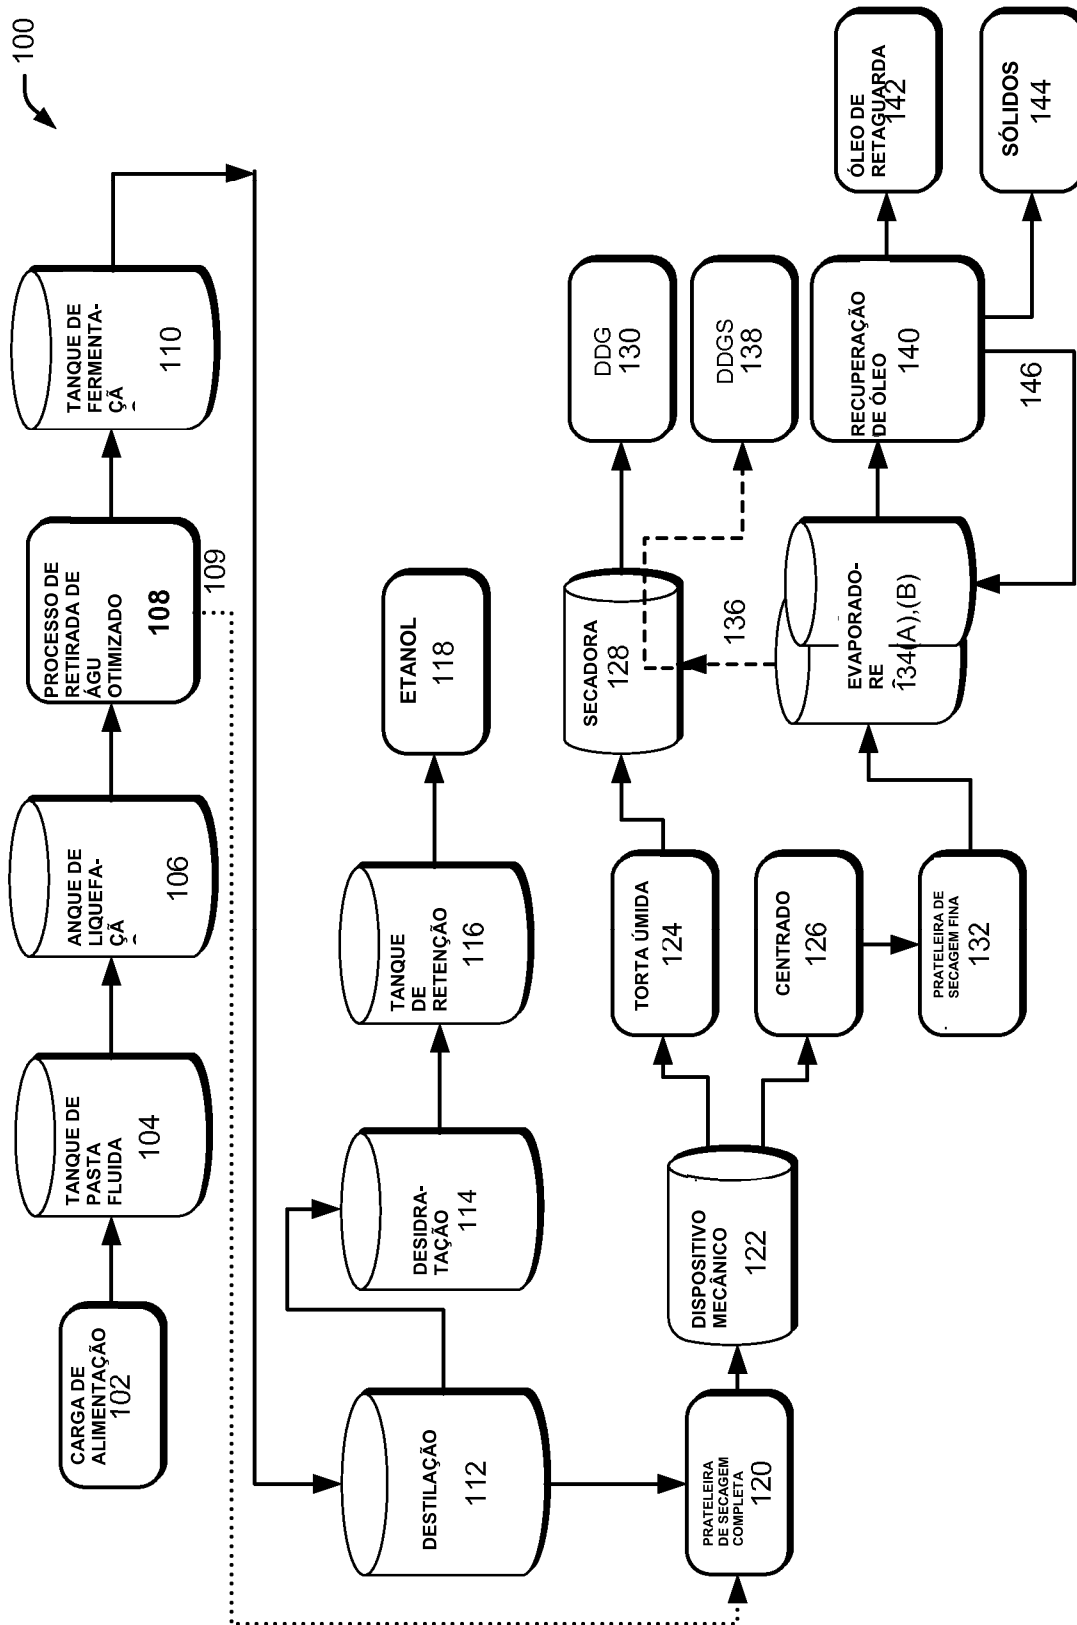 100
CARGA DE
ALIMENTAÇÃO
102
TANQUE DE
PASTA
FLUIDA
104
ANQUE DE
LIQUEFA-
ÇÃ
106
PROCESSO DE
RETIRADA DE
ÁGU
OTIMIZADO
108
109
TANQUE DE
FERMENTA-
ÇÃ
110
DESTILAÇÃO
112
DESIDRA-
TAÇÃO
114
TANQUE
DE
RETENÇÃO
116
ETANOL
118
PRATELEIRA
DE SECAGEM
COMPLETA
120
DISPOSITIVO
MECÂNICO
122
TORTA ÚMIDA
124
CENTRADO
126
SECADORA
128
DDG
130
PRATELEIRA DE
SECAGEM FINA
132
EVAPORADO-
RE
134(A),(B)
136
DDGS
138
RECUPERAÇÃO
DE ÓLEO
140
ÓLEO DE
RETAGUARDA
142
SÓLIDOS
144
146